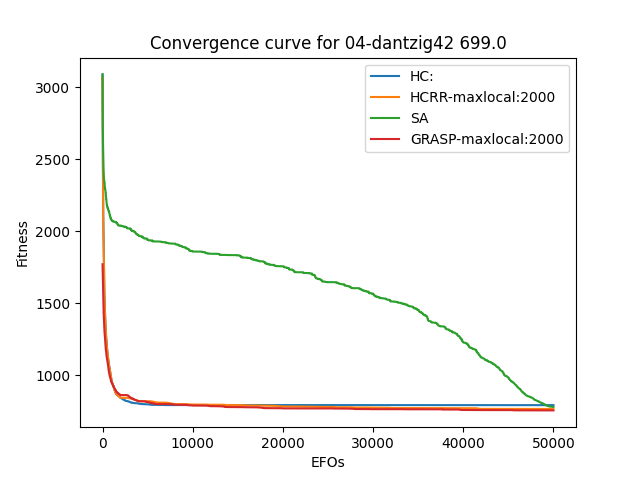 Convergence curve for 04-dantzig42 699.0
HC:
HCRR-maxlocal:2000
SA
GRASP-maxlocal:2000
Fitness
3000
2500
2000
1500
1000
0 10000 20000 30000 40000 50000
EFOs